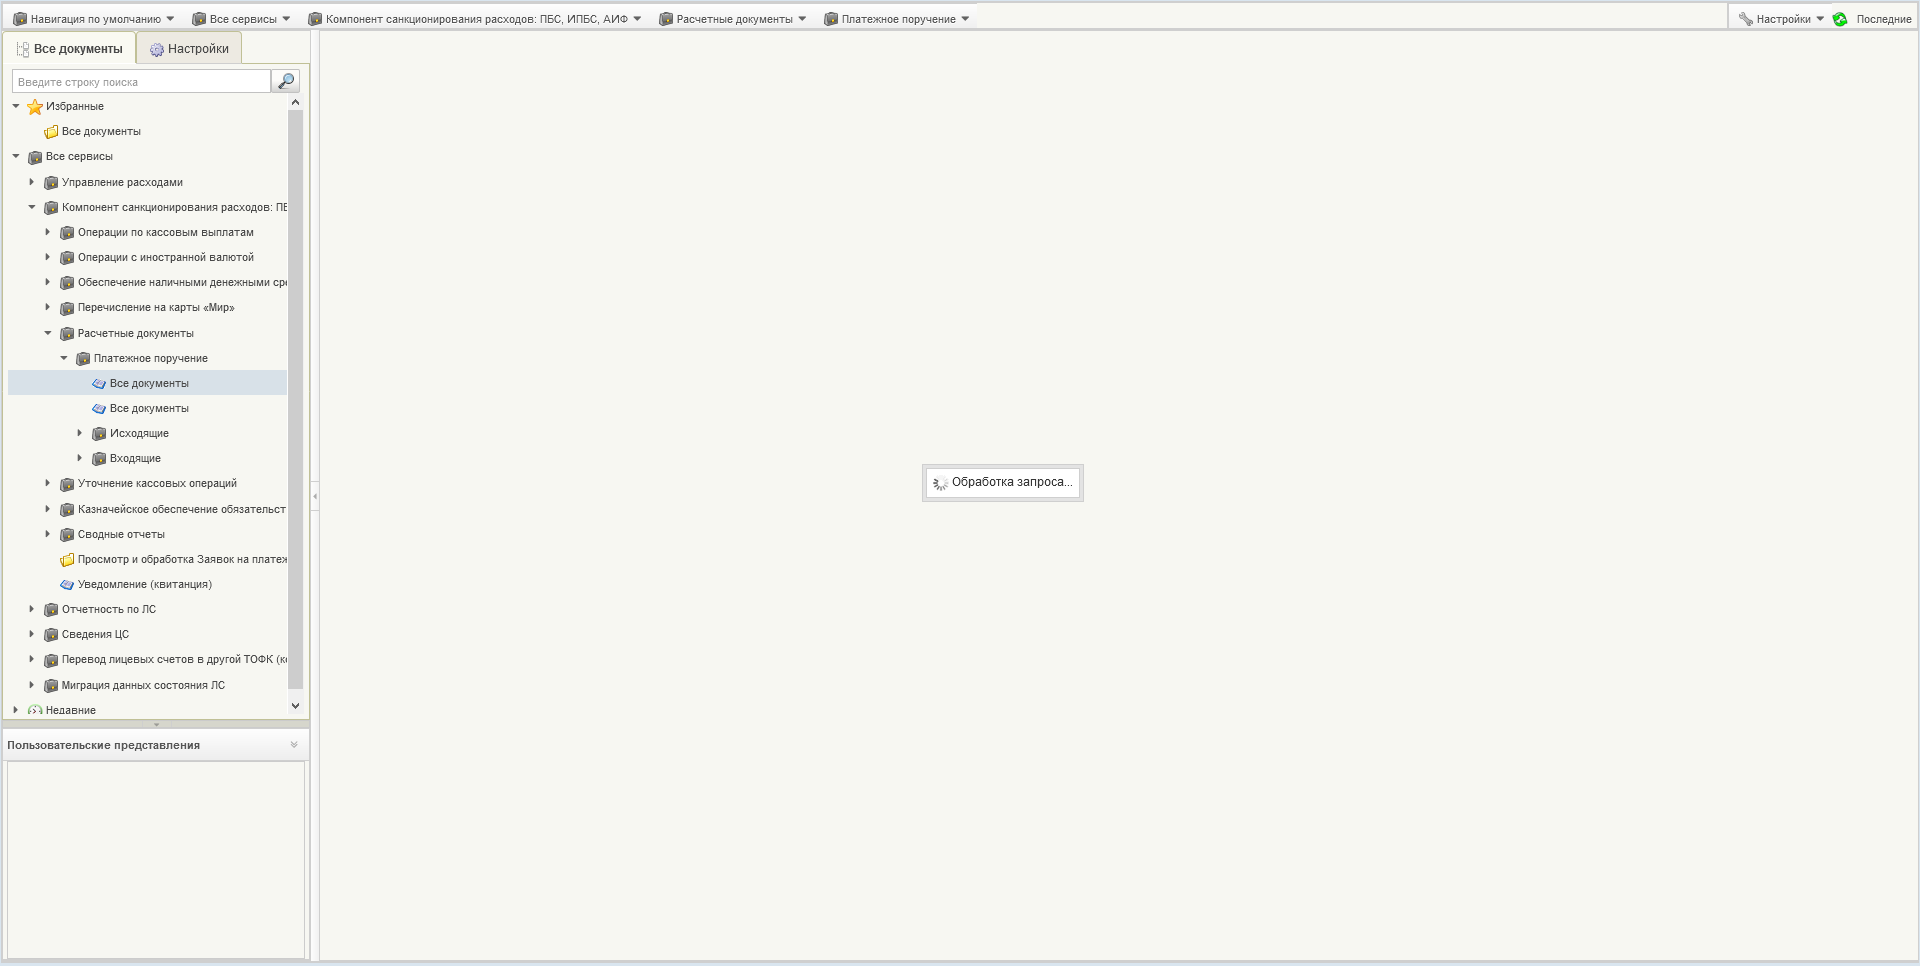 Навигация по умолчанию Все сервисы Компонент санкционирования расходов: ПБС, ИПБС, АИФ Расчетные документы Платежное поручение Настройки Последние
Все документы Настройки
Введите строку поиска
Избранные
Все документы
Все сервисы
Управление расходами
Компонент санкционирования расходов: ПБ
Операции по кассовым выплатам
Операции с иностранной валютой
Обеспечение наличными денежными сре
Перечисление на карты «Мир»
Расчетные документы
Платежное поручение
Все документы
Все документы
Исходящие
Входящие
Обработка запроса...
Уточнение кассовых операций
Казначейское обеспечение обязательст
Сводные отчеты
Просмотр и обработка Заявок на платеж
Уведомление (квитанция)
Отчетность по ЛС
Сведения ЦС
Перевод лицевых счетов в другой ТОФК (ко
Миграция данных состояния ЛС
Недавние
Пользовательские представления